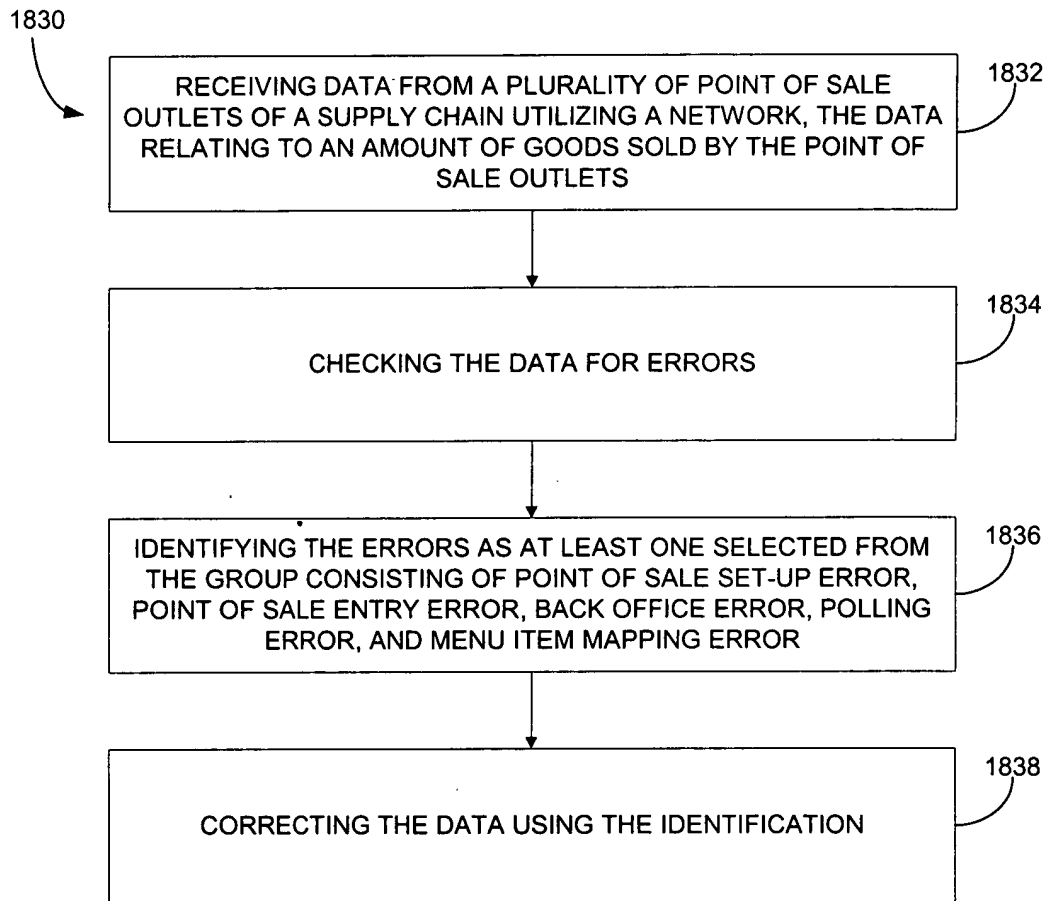 1830
RECEIVING DATA FROM A PLURALITY OF POINT OF SALE
OUTLETS OF A SUPPLY CHAIN UTILIZING A NETWORK, THE DATA
RELATING TO AN AMOUNT OF GOODS SOLD BY THE POINT OF
SALE OUTLETS
1832
CHECKING THE DATA FOR ERRORS
1834
IDENTIFYING THE ERRORS AS AT LEAST ONE SELECTED FROM
THE GROUP CONSISTING OF POINT OF SALE SET-UP ERROR,
POINT OF SALE ENTRY ERROR, BACK OFFICE ERROR, POLLING
ERROR, AND MENU ITEM MAPPING ERROR
1836
CORRECTING THE DATA USING THE IDENTIFICATION
1838